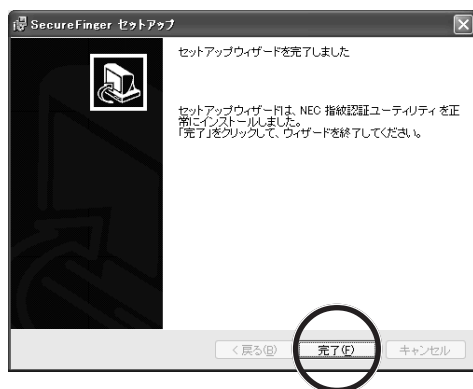 SecureFinger セットアップ
セットアップウィザードを完了しました
セットアップウィザードは、NEC 指紋認証ユーティリティ を正
常にインストールしました。
「完了」をクリックして、ウィザードを終了してください。
< 戻る(B)
完了(F)
キャンセル